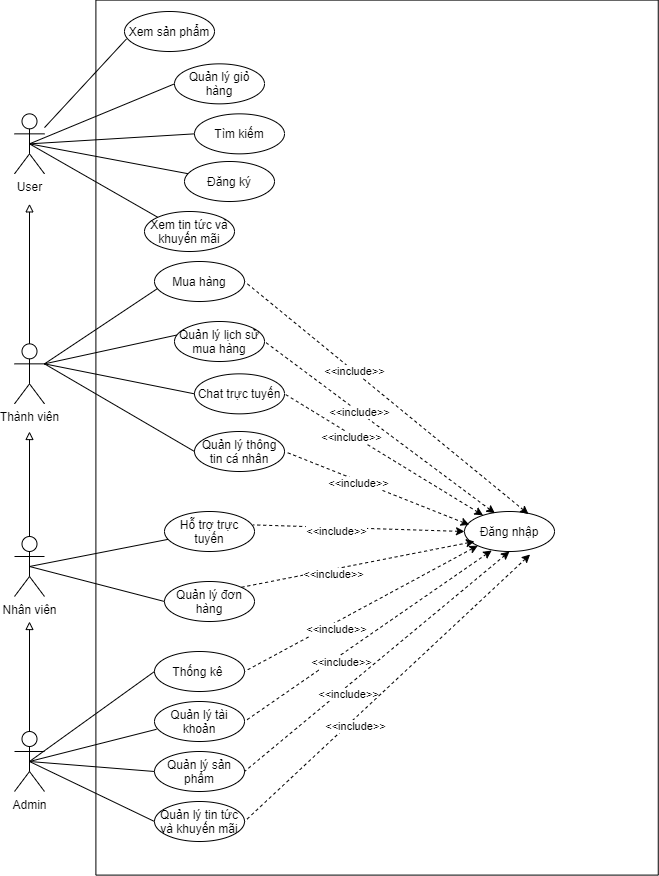 Xem sản phẩm
Quản lý giỏ
hàng
Tìm kiếm
Đăng ký
User
Xem tin tức và
khuyến mãi
Mua hàng
Quản lý lịch sử
mua hàng
<<include>>
Chat trực tuyến
<<include>>
Thành viên
<<include>>
Quản lý thông
tin cá nhân
<<include>>
Hỗ trợ trực
tuyến
<<include>>
Đăng nhập
<<include>>
Quản lý đơn
hàng
Nhân viên
<<include>>
Thống kê
<<include>>
<<include>>
Quản lý tài
khoản
<<include>>
Quản lý sản
phẩm
Admin
Quản lý tin tức
và khuyến mãi